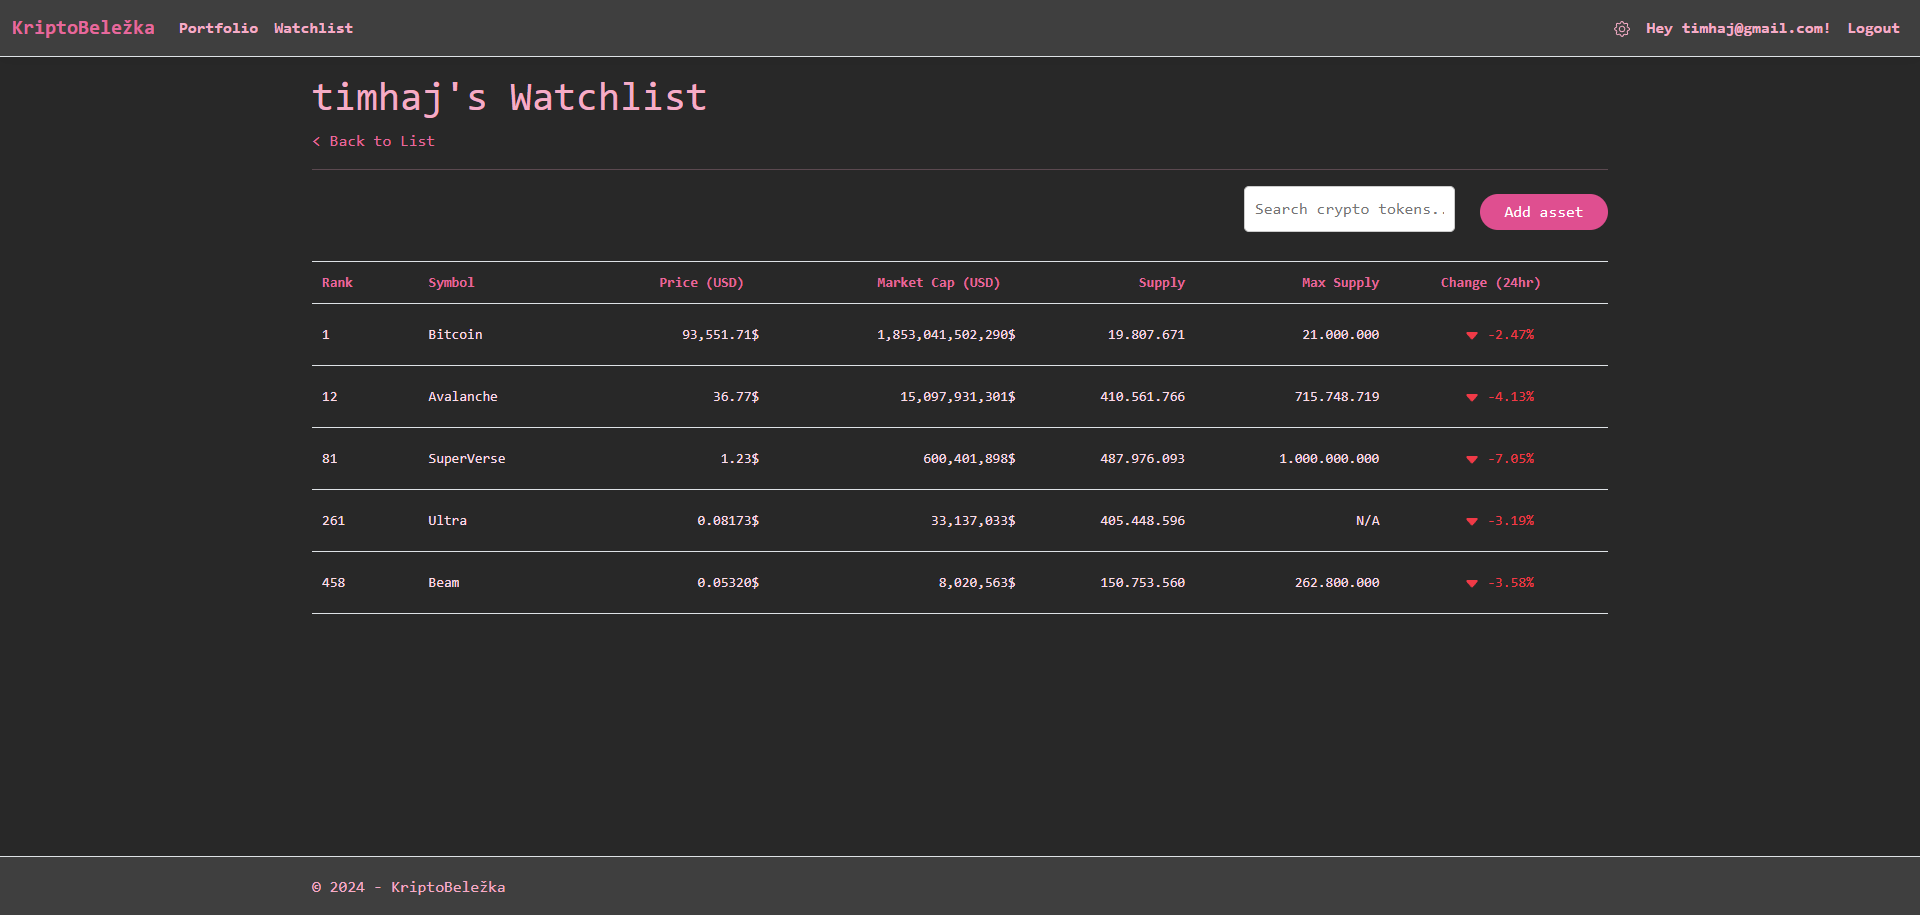 KriptoBeležka Portfolio Watchlist Hey timhaj@gmail.com! Logout
timhaj's Watchlist
< Back to List
Search crypto tokens.. Add asset
Rank Symbol Price (USD) Market Cap (USD) Supply Max Supply Change (24hr)
1 Bitcoin 93,551.71$ 1,853,041,502,290$ 19.807.671 21.000.000 -2.47%
12 Avalanche 36.77$ 15,097,931,301$ 410.561.766 715.748.719 -4.13%
81 SuperVerse 1.23$ 600,401,898$ 487.976.093 1.000.000.000 -7.05%
261 Ultra 0.08173$ 33,137,033$ 405.448.596 N/A -3.19%
458 Beam 0.05320$ 8,020,563$ 150.753.560 262.800.000 -3.58%
© 2024 - KriptoBeležka